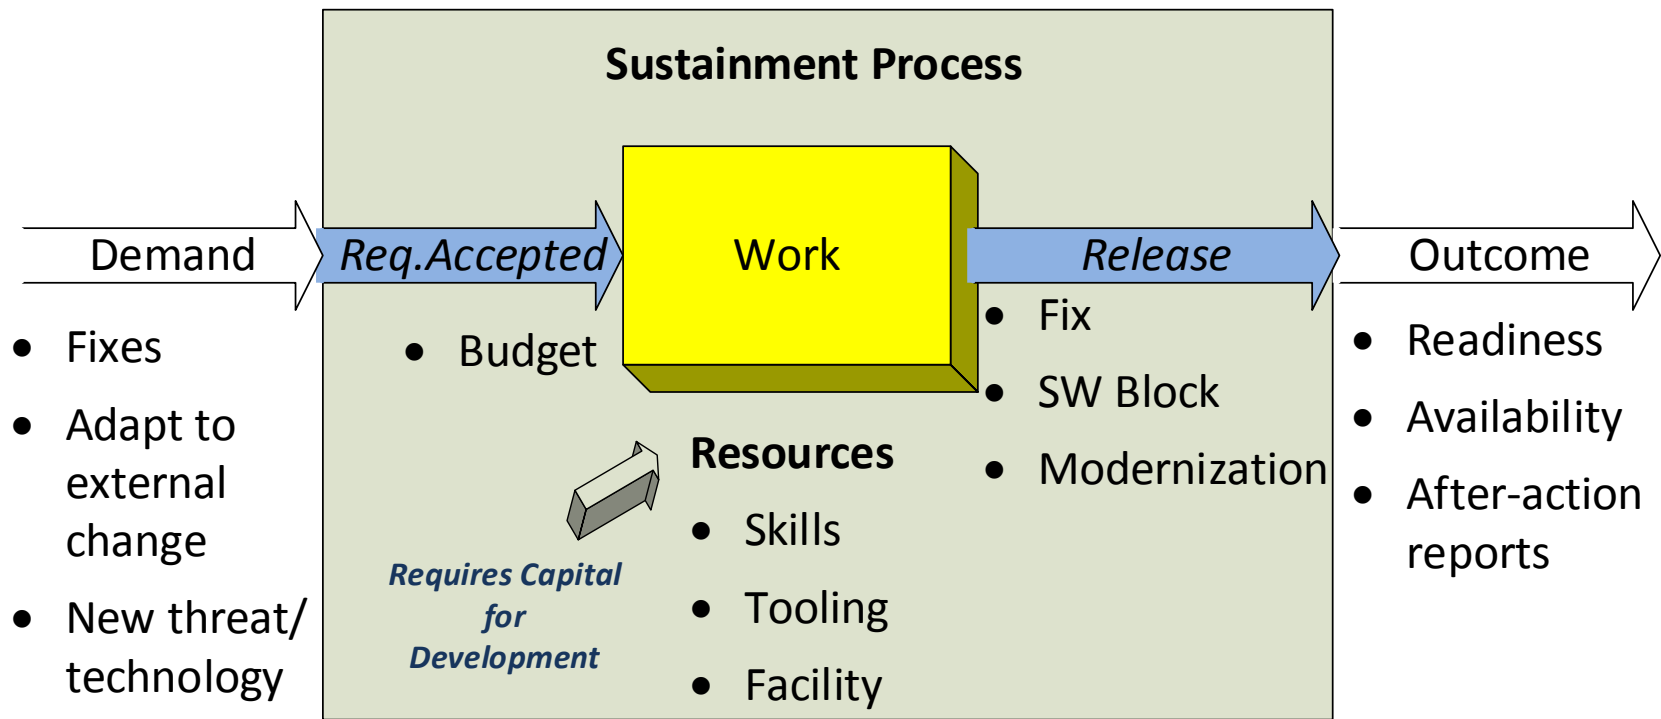 Sustainment Process
Demand
Req.Accepted
Work
Release
Outcome
• Fixes
• Adapt to
external
change
• New threat/
technology
• Budget
Resources
• Skills
• Tooling
• Facility
Requires Capital
for
Development
• Fix
• SW Block
• Modernization
• Readiness
• Availability
• After-action
reports